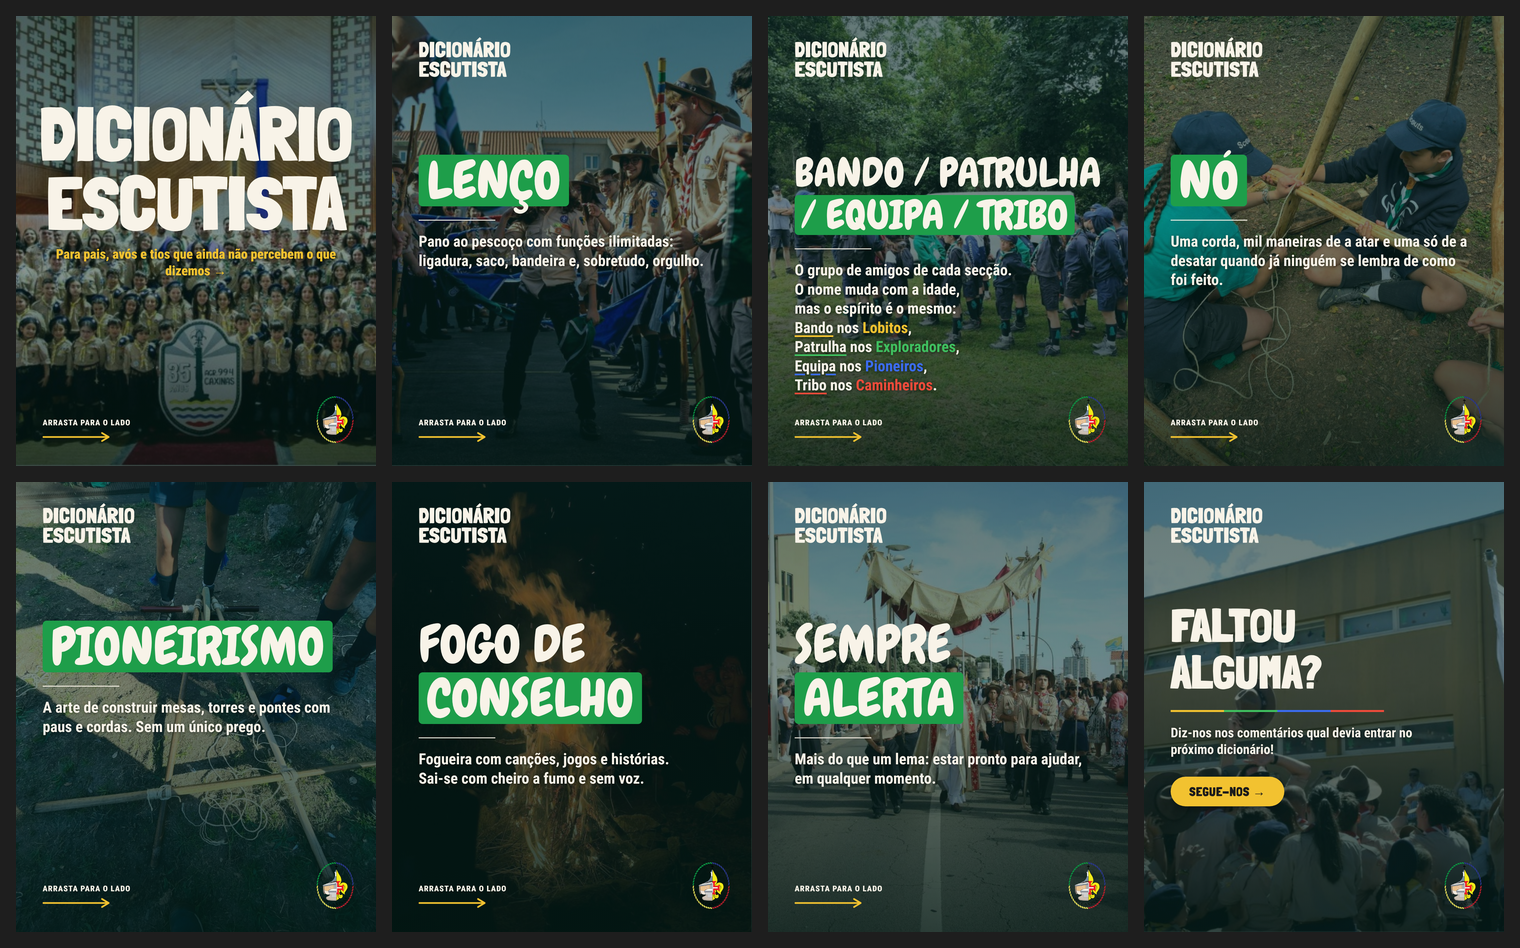 DICIONÁRIO
ESCUTISTA
Para pais, avós e tios que ainda não percebem o que
dizemos →
35
AGR. 994
CAXINAS
ARRASTA PARA O LADO
DICIONÁRIO
ESCUTISTA
LENÇO
Pano ao pescoço com funções ilimitadas:
ligadura, saco, bandeira e, sobretudo, orgulho.
ARRASTA PARA O LADO
DICIONÁRIO
ESCUTISTA
BANDO / PATRULHA
/ EQUIPA / TRIBO
O grupo de amigos de cada secção.
O nome muda com a idade,
mas o espírito é o mesmo:
Bando nos Lobitos,
Patrulha nos Exploradores,
Equipa nos Pioneiros,
Tribo nos Caminheiros.
ARRASTA PARA O LADO
DICIONÁRIO
ESCUTISTA
NÓ
Uma corda, mil maneiras de a atar e uma só de a
desatar quando já ninguém se lembra de como
foi feito.
ARRASTA PARA O LADO
DICIONÁRIO
ESCUTISTA
PIONEIRISMO
A arte de construir mesas, torres e pontes com
paus e cordas. Sem um único prego.
ARRASTA PARA O LADO
DICIONÁRIO
ESCUTISTA
FOGO DE
CONSELHO
Fogueira com canções, jogos e histórias.
Sai-se com cheiro a fumo e sem voz.
ARRASTA PARA O LADO
DICIONÁRIO
ESCUTISTA
SEMPRE
ALERTA
Mais do que um lema: estar pronto para ajudar,
em qualquer momento.
ARRASTA PARA O LADO
DICIONÁRIO
ESCUTISTA
FALTOU
ALGUMA?
Diz-nos nos comentários qual devia entrar no
próximo dicionário!
SEGUE-NOS →